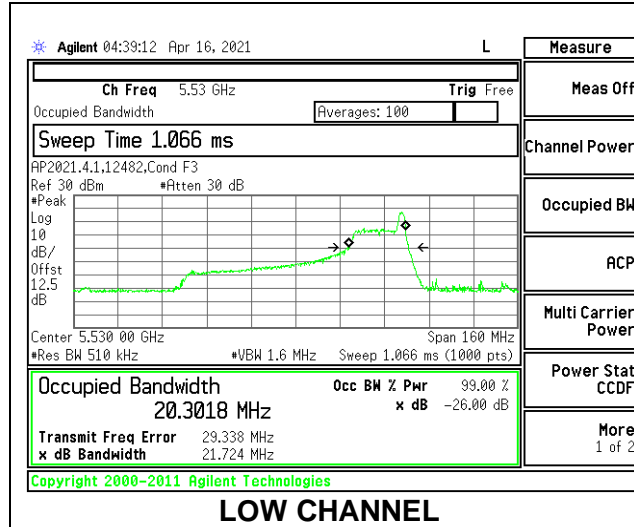 Agilent 04:39:12 Apr 16, 2021 L Measure
Ch Freq 5.53 GHz Trig Free
Meas Off
Occupied Bandwidth Averages: 100
Sweep Time 1.066 ms
Channel Power
AP2021.4.1,12482,Cond F3
Ref 30 dBm #Atten 30 dB
#Peak
Occupied BW
Log
10
dB/
ACP
Offst
12.5
dB
Multi Carrier
Power
Center 5.530 00 GHz Span 160 MHz
#Res BW 510 kHz #VBW 1.6 MHz Sweep 1.066 ms (1000 pts)
Power Stat
CCDF
Occupied Bandwidth Occ BW % Pwr 99.00 %
20.3018 MHz x dB -26.00 dB
Transmit Freq Error 29.338 MHz
x dB Bandwidth 21.724 MHz
More
1 of 2
Copyright 2000-2011 Agilent Technologies
LOW CHANNEL